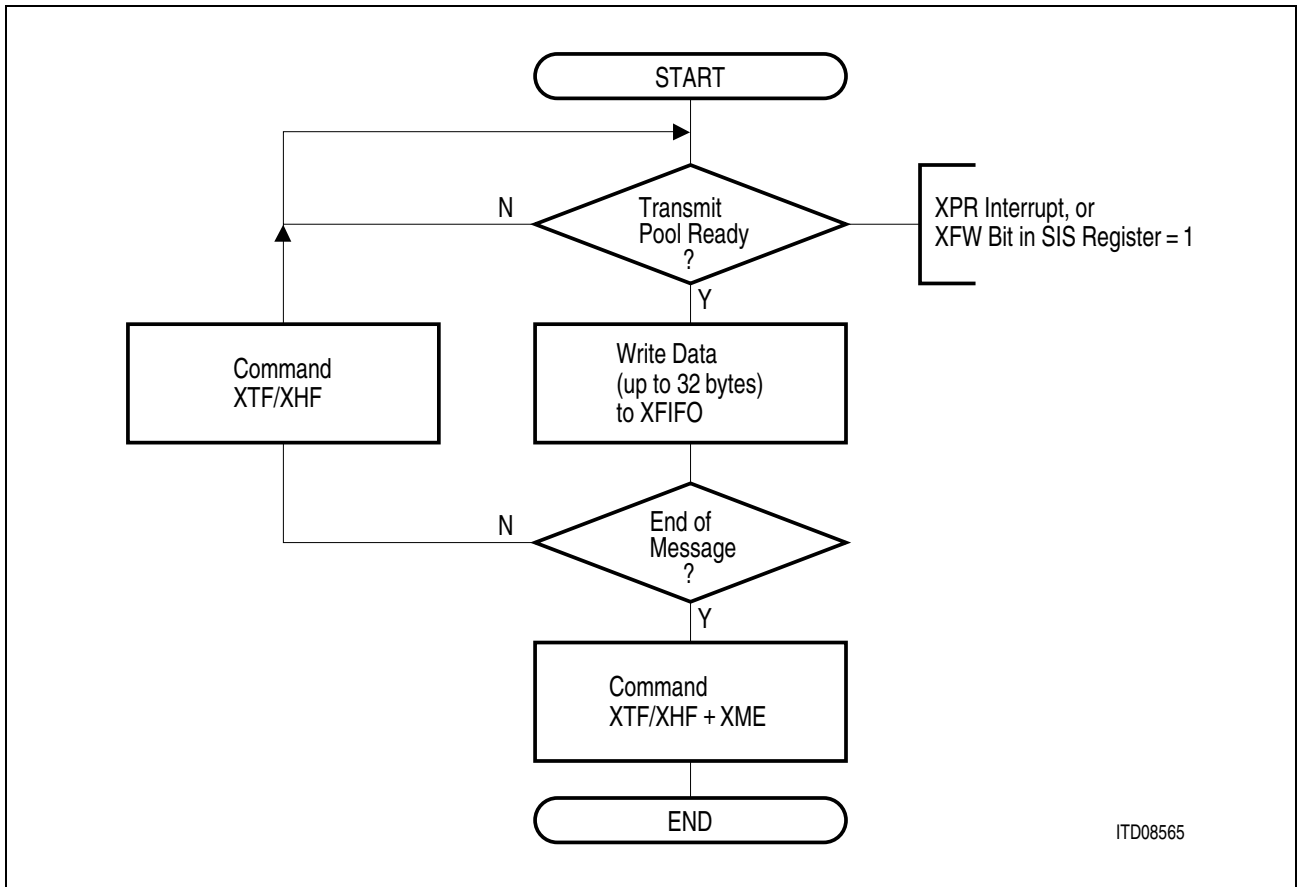 START
N
Transmit
Pool Ready
?
XPR Interrupt, or
XFW Bit in SIS Register = 1
Y
Command
XTF/XHF
Write Data
(up to 32 bytes)
to XFIFO
N
End of
Message
?
Y
Command
XTF/XHF + XME
END
ITD08565